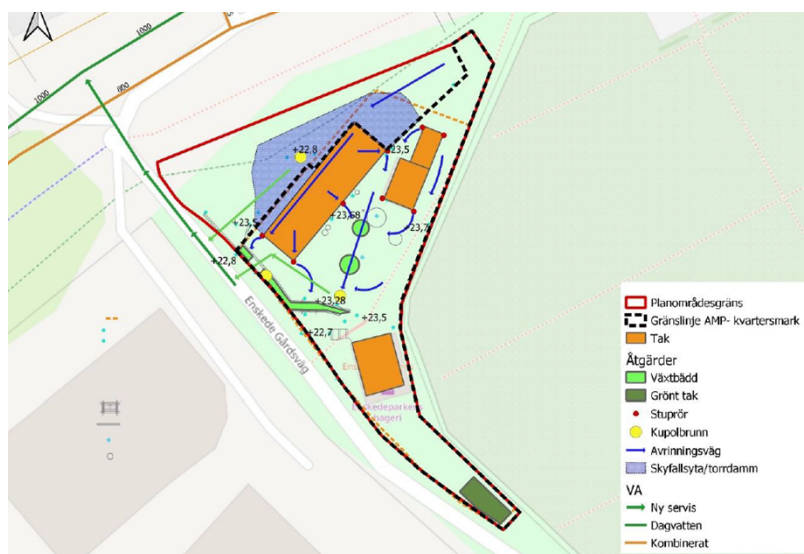 1000
1000
800
+22,8
+23,5
+23,68
+23,7
+23,5
+22,8
+23,28
+23,5
+22,7
Enskede Gårdsväg
Enskedeparkens
Planområdesgräns
Gränslinje AMP- kvartersmark
Tak
Åtgärder
Växtbädd
Grönt tak
Stuprör
Kupolbrunn
Avrinningsväg
Skyfallsyta/torrdamm
VA
Ny servis
Dagvatten
Kombinerat